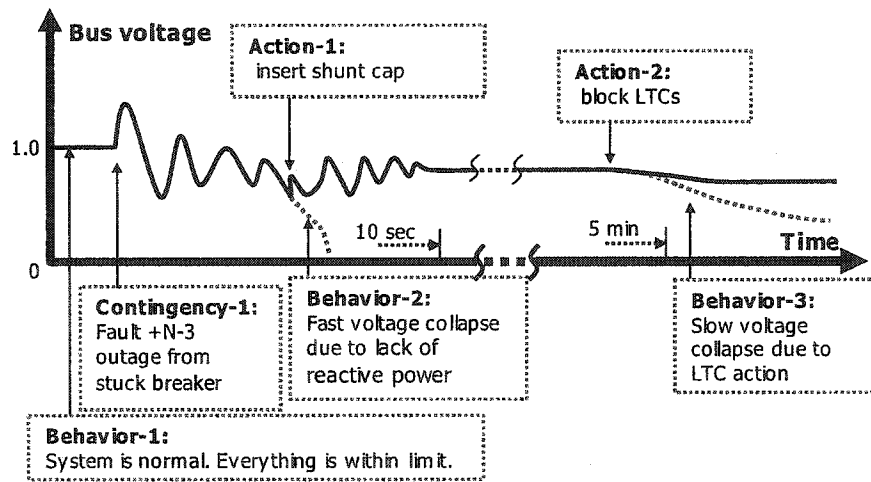 Bus voltage
Action-1:
insert shunt cap
Action-2:
block LTCs
1.0
10 sec
5 min
Time
0
Contingency-1:
Fault +N-3
outage from
stuck breaker
Behavior-2:
Fast voltage collapse
due to lack of
reactive power
Behavior-3:
Slow voltage
collapse due to
LTC action
Behavior-1:
System is normal. Everything is within limit.